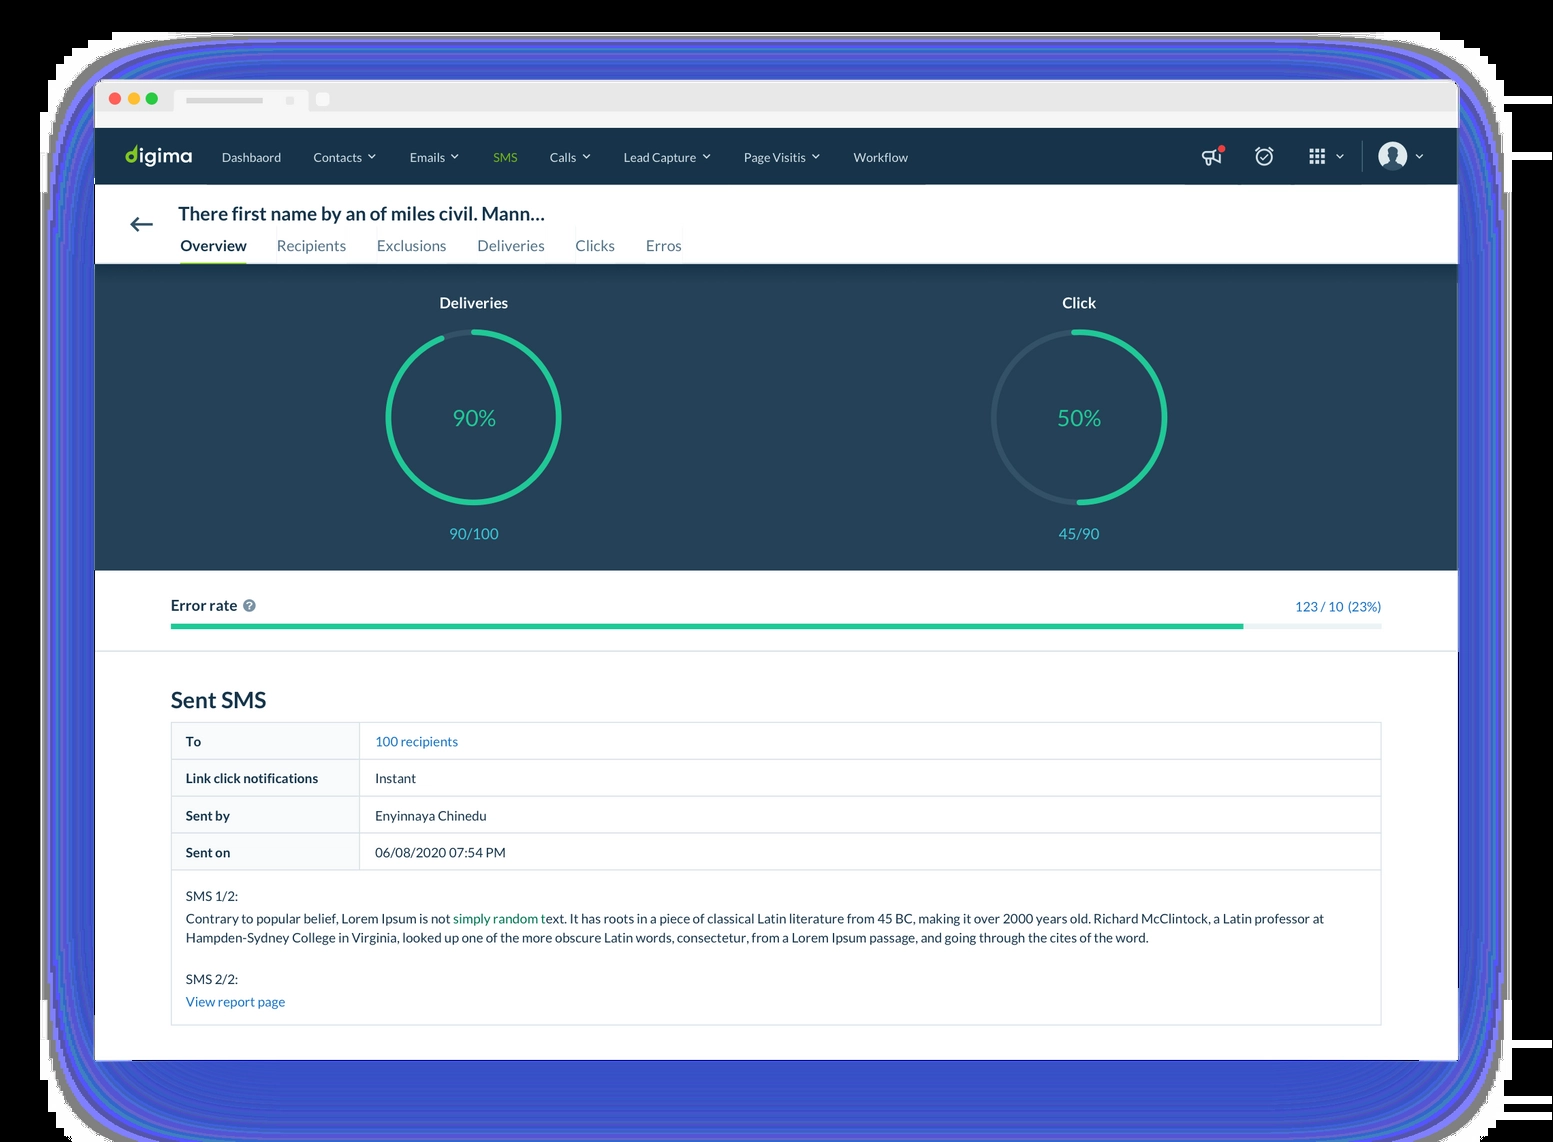 digima Dashbaord Contacts Emails SMS Calls Lead Capture Page Visitis Workflow
There first name by an of miles civil. Mann...
Overview Recipients Exclusions Deliveries Clicks Erros
Deliveries Click
90% 50%
90/100 45/90
Error rate ? 123 / 10 (23%)
Sent SMS
To 100 recipients
Link click notifications Instant
Sent by Enyinnaya Chinedu
Sent on 06/08/2020 07:54 PM
SMS 1/2:
Contrary to popular belief, Lorem Ipsum is not simply random text. It has roots in a piece of classical Latin literature from 45 BC, making it over 2000 years old. Richard McClintock, a Latin professor at
Hampden-Sydney College in Virginia, looked up one of the more obscure Latin words, consectetur, from a Lorem Ipsum passage, and going through the cites of the word.
SMS 2/2:
View report page